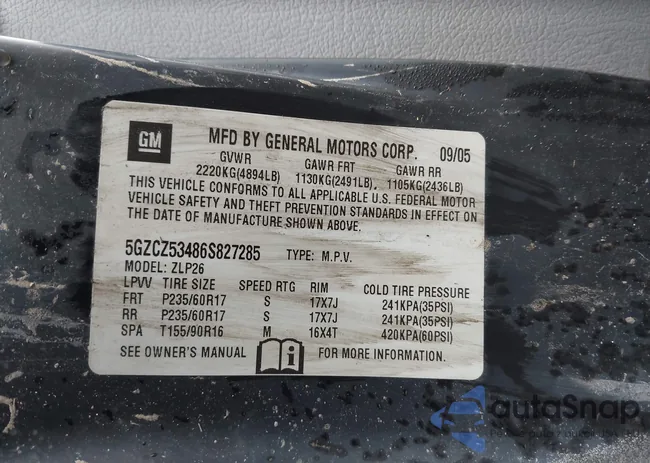 GM
MFD BY GENERAL MOTORS CORP. 09/05
GVWR GAWR FRT GAWR RR
2220KG(4894LB) 1130KG(2491LB), 1105KG(2436LB)
THIS VEHICLE CONFORMS TO ALL APPLICABLE U.S. FEDERAL MOTOR
VEHICLE SAFETY AND THEFT PREVENTION STANDARDS IN EFFECT ON
THE DATE OF MANUFACTURE SHOWN ABOVE.
5GZCZ53486S827285 TYPE: M.P.V.
MODEL: ZLP26
LPVV TIRE SIZE SPEED RTG RIM COLD TIRE PRESSURE
FRT P235/60R17 S 17X7J 241KPA(35PSI)
RR P235/60R17 S 17X7J 241KPA(35PSI)
SPA T155/90R16 M 16X4T 420KPA(60PSI)
SEE OWNER'S MANUAL i FOR MORE INFORMATION.
autoSnap